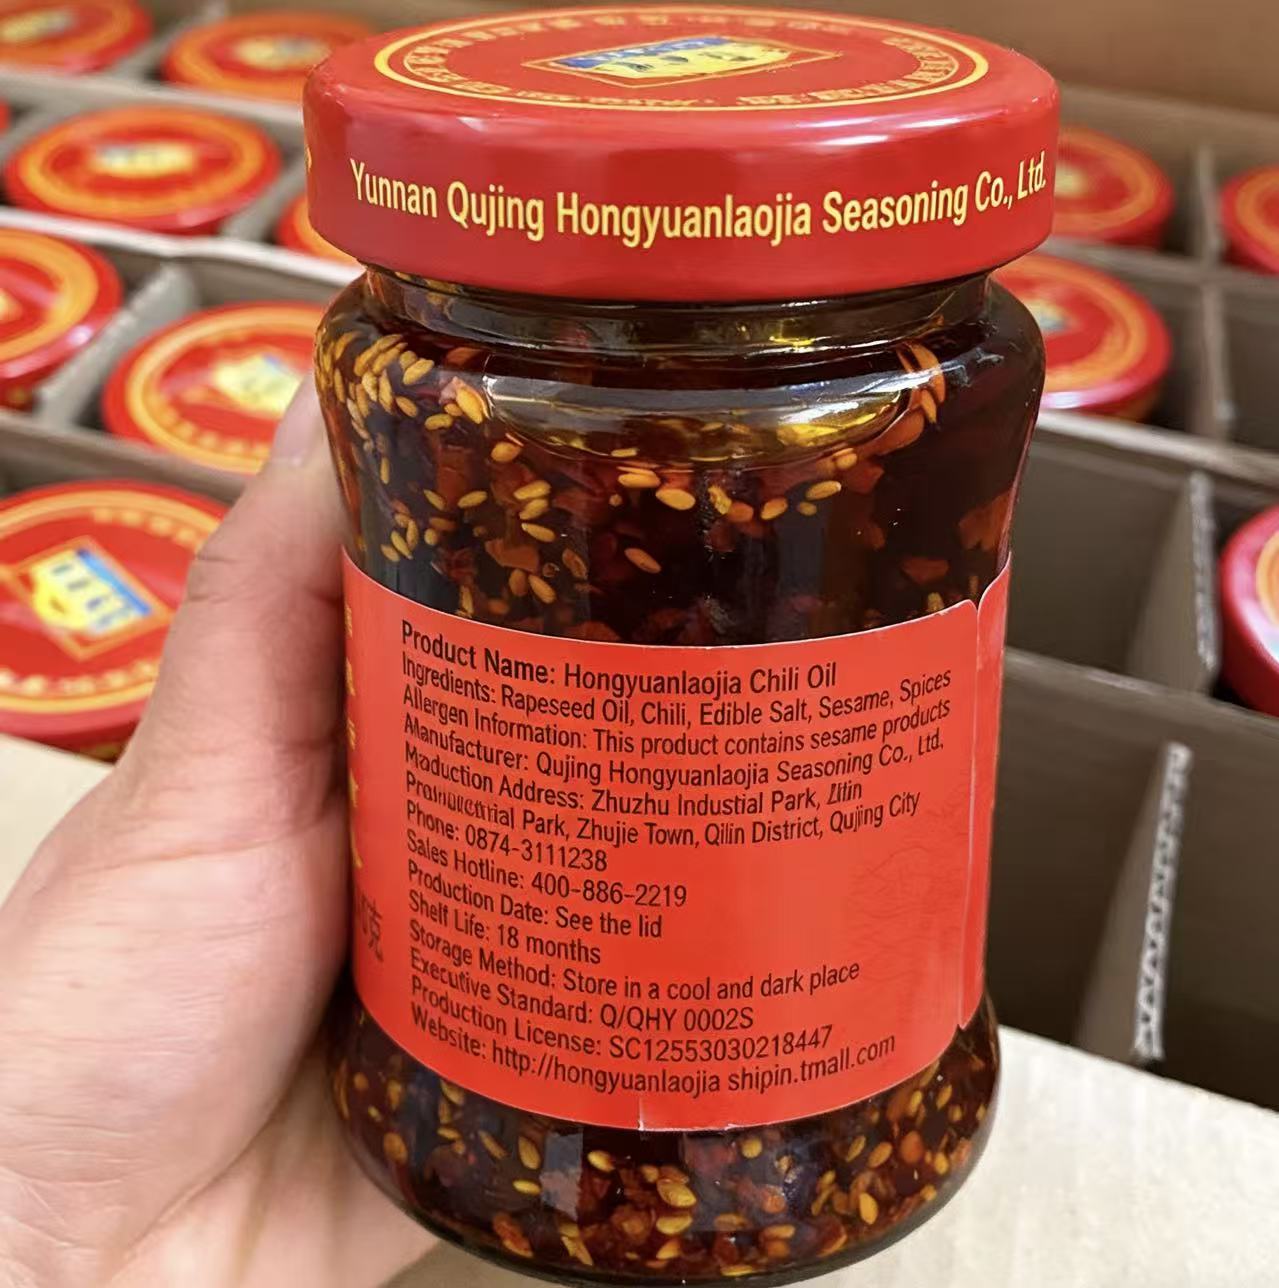 Yunnan Qujing Hongyuanlaojia Seasoning Co., Ltd.
Product Name: Hongyuanlaojia Chili Oil
Ingredients: Rapeseed Oil, Chili, Edible Salt, Sesame, Spices
Allergen Information: This product contains sesame products
Manufacturer: Qujing Hongyuanlaojia Seasoning Co., Ltd.
Maduction Address: Zhuzhu Industial Park,
Park, Zhujie Town, Qilin District, Qujing City
Phone: 0874-3111238
Sales Hotline: 400-886-2219
Production Date: See the lid
Shelf Life: 18 months
Storage Method: Store in a cool and dark place
Executive Standard: Q/QHY 0002S
Production License: SC12553030218447
Website: http://hongyuanlaojia shipin.tmall.com
克